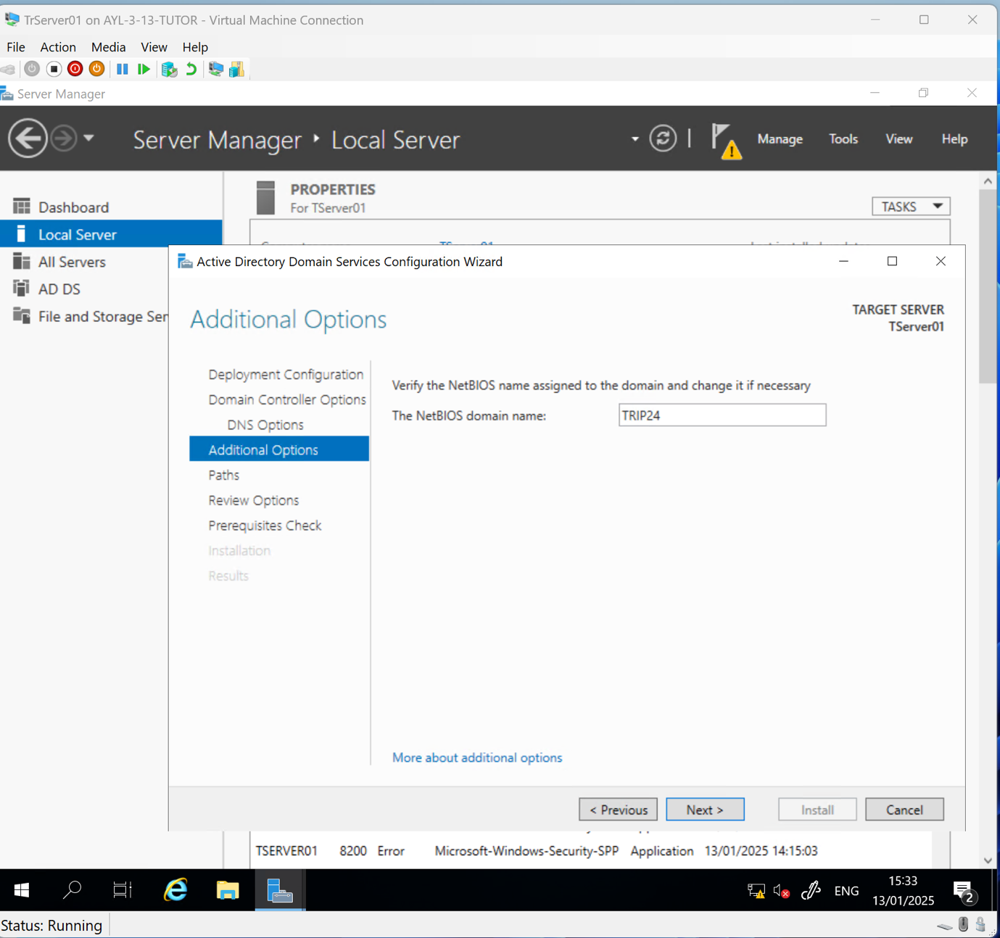 TrServer01 on AYL-3-13-TUTOR - Virtual Machine Connection
File Action Media View Help
Server Manager
Server Manager • Local Server
Manage Tools View Help
Dashboard
Local Server
All Servers
AD DS
File and Storage Ser
PROPERTIES
For TServer01
TASKS
Active Directory Domain Services Configuration Wizard
Additional Options
TARGET SERVER
TServer01
Deployment Configuration
Domain Controller Options
DNS Options
Additional Options
Paths
Review Options
Prerequisites Check
Installation
Results
Verify the NetBIOS name assigned to the domain and change it if necessary
The NetBIOS domain name: TRIP24
More about additional options
< Previous Next > Install Cancel
TSERVER01 8200 Error Microsoft-Windows-Security-SPP Application 13/01/2025 14:15:03
ENG
15:33
13/01/2025
2
Status: Running